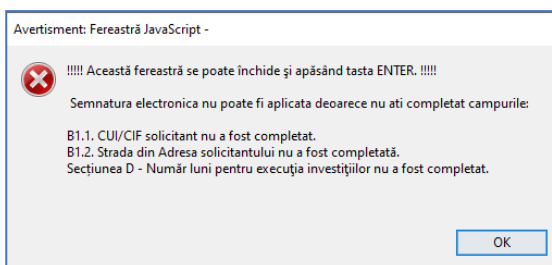 Avertisment: Fereastră JavaScript -
!!!!! Această fereastră se poate închide și apăsând tasta ENTER. !!!!!
Semnatura electronica nu poate fi aplicata deoarece nu ati completat campurile:
B1.1. CUI/CIF solicitant nu a fost completat.
B1.2. Strada din Adresa solicitantului nu a fost completată.
Secțiunea D - Număr luni pentru execuţia investiţiilor nu a fost completat.
OK